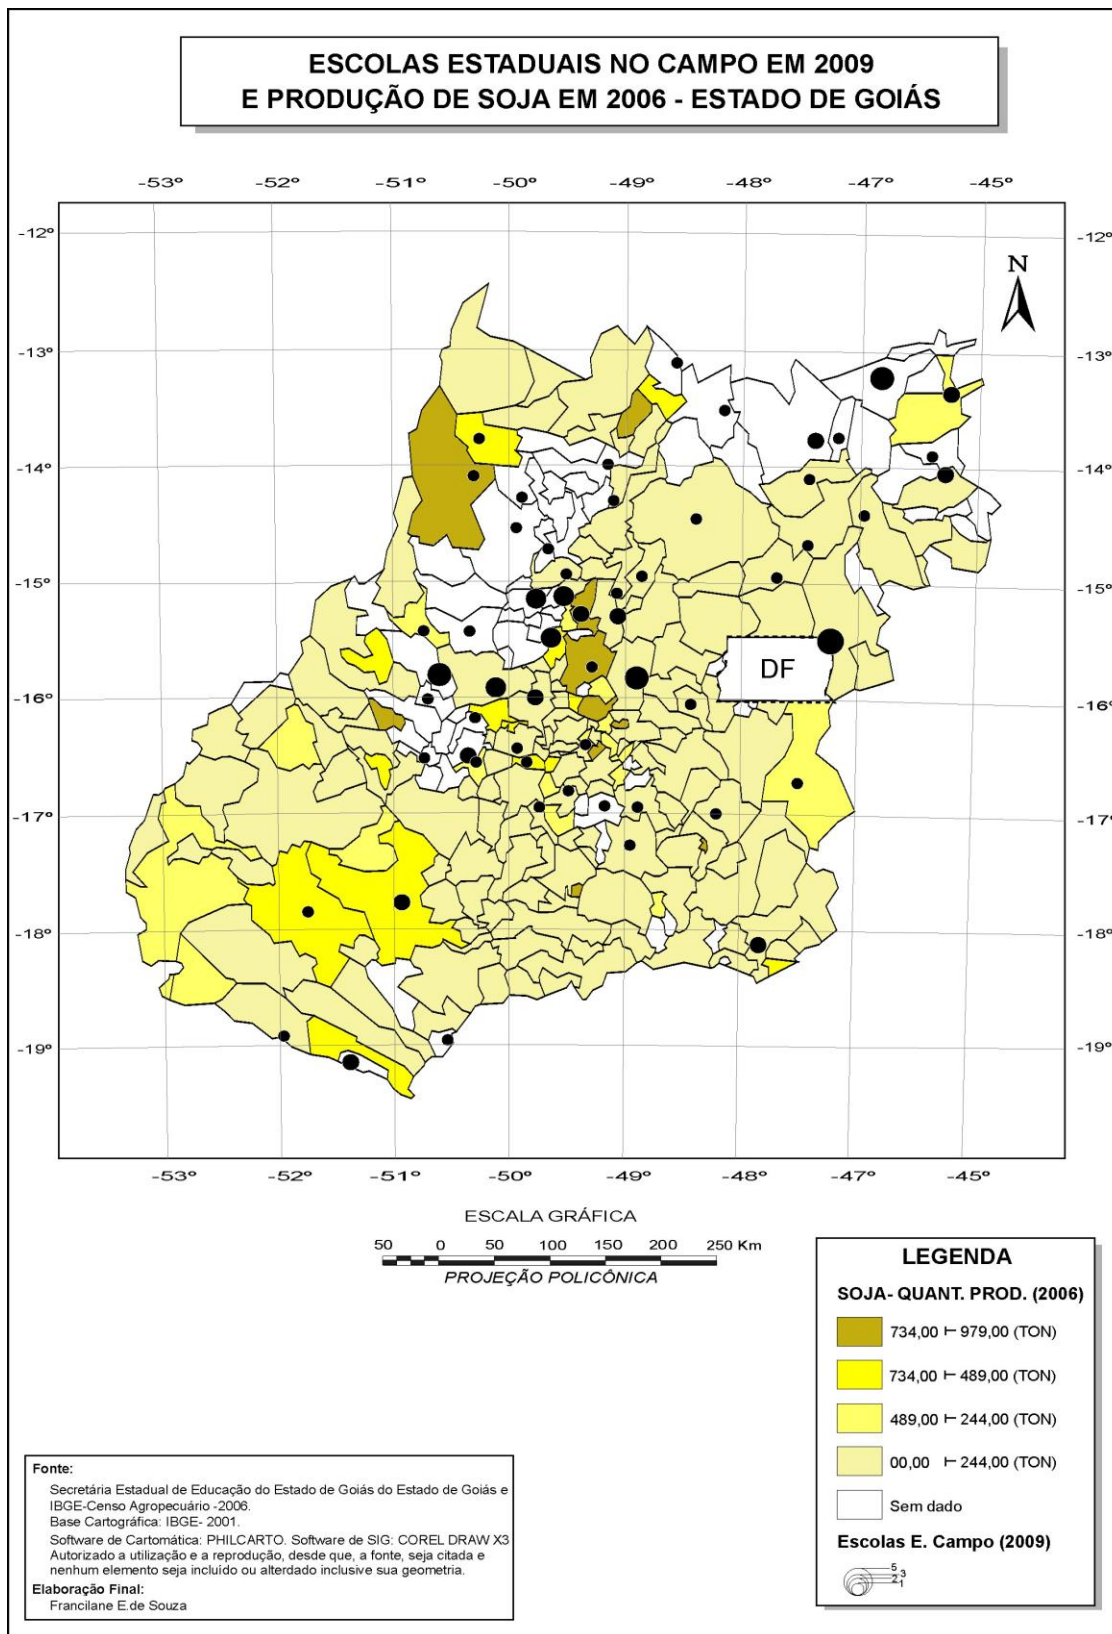 ESCOLAS ESTADUAIS NO CAMPO EM 2009
E PRODUÇÃO DE SOJA EM 2006 - ESTADO DE GOIÁS
-53º -52º -51º -50º -49º -48º -47º -45º
-12º -12º
N
-13º -13º
-14º -14º
-15º -15º
DF
-16º -16º
-17º -17º
-18º -18º
-19º -19º
-53º -52º -51º -50º -49º -48º -47º -45º
ESCALA GRÁFICA
50 0 50 100 150 200 250 Km
PROJEÇÃO POLICÔNICA
LEGENDA
SOJA- QUANT. PROD. (2006)
734,00 ⊢ 979,00 (TON)
734,00 ⊢ 489,00 (TON)
489,00 ⊢ 244,00 (TON)
00,00 ⊢ 244,00 (TON)
Sem dado
Escolas E. Campo (2009)
5
3
2
1
Fonte:
Secretária Estadual de Educação do Estado de Goiás do Estado de Goiás e
IBGE-Censo Agropecuário -2006.
Base Cartográfica: IBGE- 2001.
Software de Cartomática: PHILCARTO. Software de SIG: COREL DRAW X3
Autorizado a utilização e a reprodução, desde que, a fonte, seja citada e
nenhum elemento seja incluído ou alterdado inclusive sua geometria.
Elaboração Final:
Francilane E.de Souza